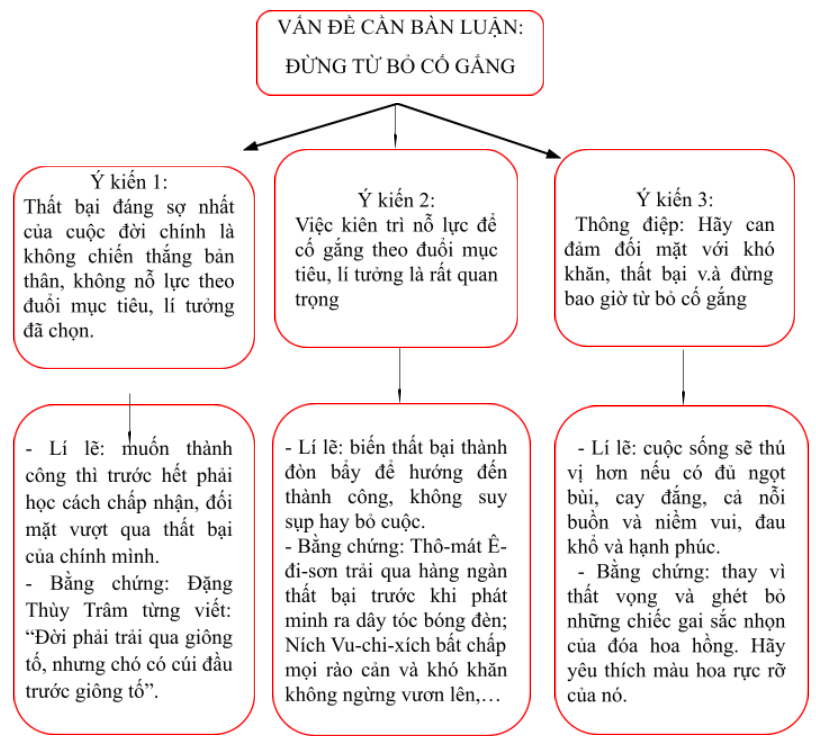 VẤN ĐỀ CẦN BÀN LUẬN:
ĐỪNG TỪ BỎ CỐ GẮNG
Ý kiến 1:
Thất bại đáng sợ nhất
của cuộc đời chính là
không chiến thắng bản
thân, không nỗ lực theo
đuổi mục tiêu, lí tưởng
đã chọn.
Ý kiến 2:
Việc kiên trì nỗ lực để
cố gắng theo đuổi mục
tiêu, lí tưởng là rất quan
trọng
Ý kiến 3:
Thông điệp: Hãy can
đảm đối mặt với khó
khăn, thất bại v.à đừng
bao giờ từ bỏ cố gắng
- Lí lẽ: muốn thành
công thì trước hết phải
học cách chấp nhận, đối
mặt vượt qua thất bại
của chính mình.
- Bằng chứng: Đặng
Thùy Trâm từng viết:
“Đời phải trải qua giông
tố, nhưng chó có cúi đầu
trước giông tố”.
- Lí lẽ: biến thất bại thành
đòn bẩy để hướng đến
thành công, không suy
sụp hay bỏ cuộc.
- Bằng chứng: Thô-mát Ê-
đi-sơn trải qua hàng ngàn
thất bại trước khi phát
minh ra dây tóc bóng đèn;
Ních Vu-chi-xích bất chấp
mọi rào cản và khó khăn
không ngừng vươn lên,…
- Lí lẽ: cuộc sống sẽ thú
vị hơn nếu có đủ ngọt
bùi, cay đắng, cả nỗi
buồn và niềm vui, đau
khổ và hạnh phúc.
- Bằng chứng: thay vì
thất vọng và ghét bỏ
những chiếc gai sắc nhọn
của đóa hoa hồng. Hãy
yêu thích màu hoa rực rỡ
của nó.